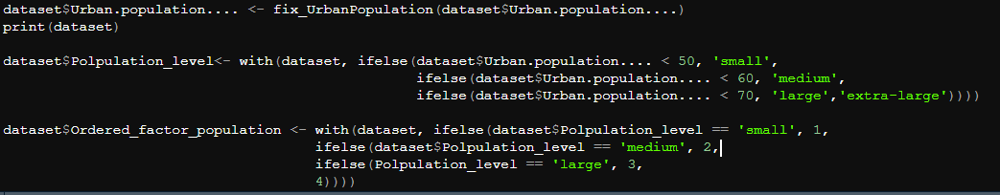 dataset$Urban.population.... <- fix_UrbanPopulation(dataset$Urban.population....)
print(dataset)
dataset$Polpulation_level<- with(dataset, ifelse(dataset$Urban.population.... < 50, 'small',
ifelse(dataset$Urban.population.... < 60, 'medium',
ifelse(dataset$Urban.population.... < 70, 'large','extra-large'))))
dataset$Ordered_factor_population <- with(dataset, ifelse(dataset$Polpulation_level == 'small', 1,
ifelse(dataset$Polpulation_level == 'medium', 2,
ifelse(Polpulation_level == 'large', 3,
4))))